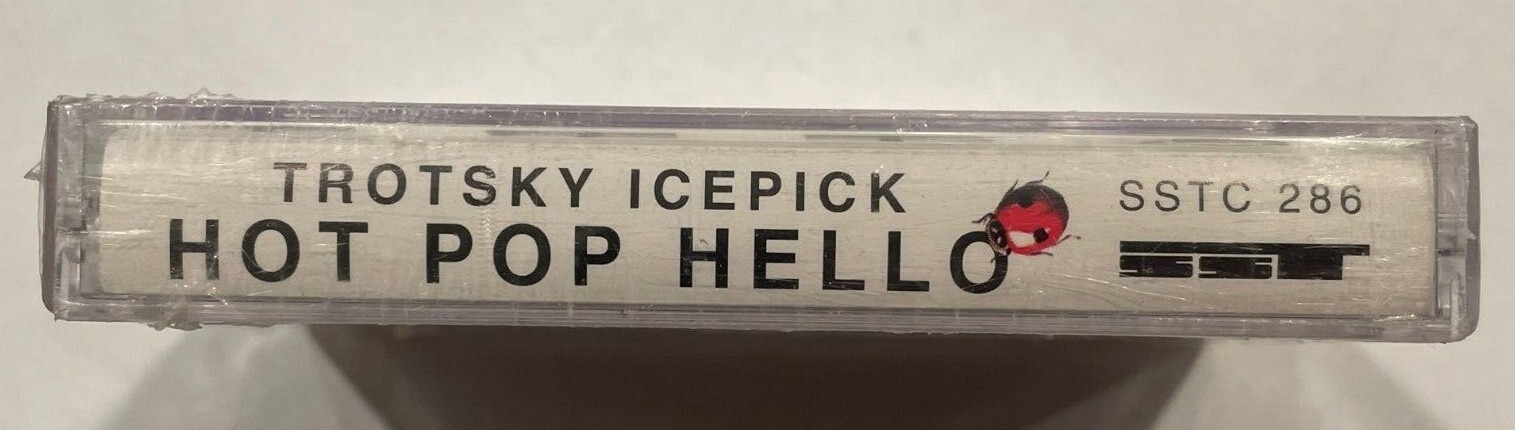 TROTSKY ICEPICK
HOT POP HELLO
SSTC 286
SST